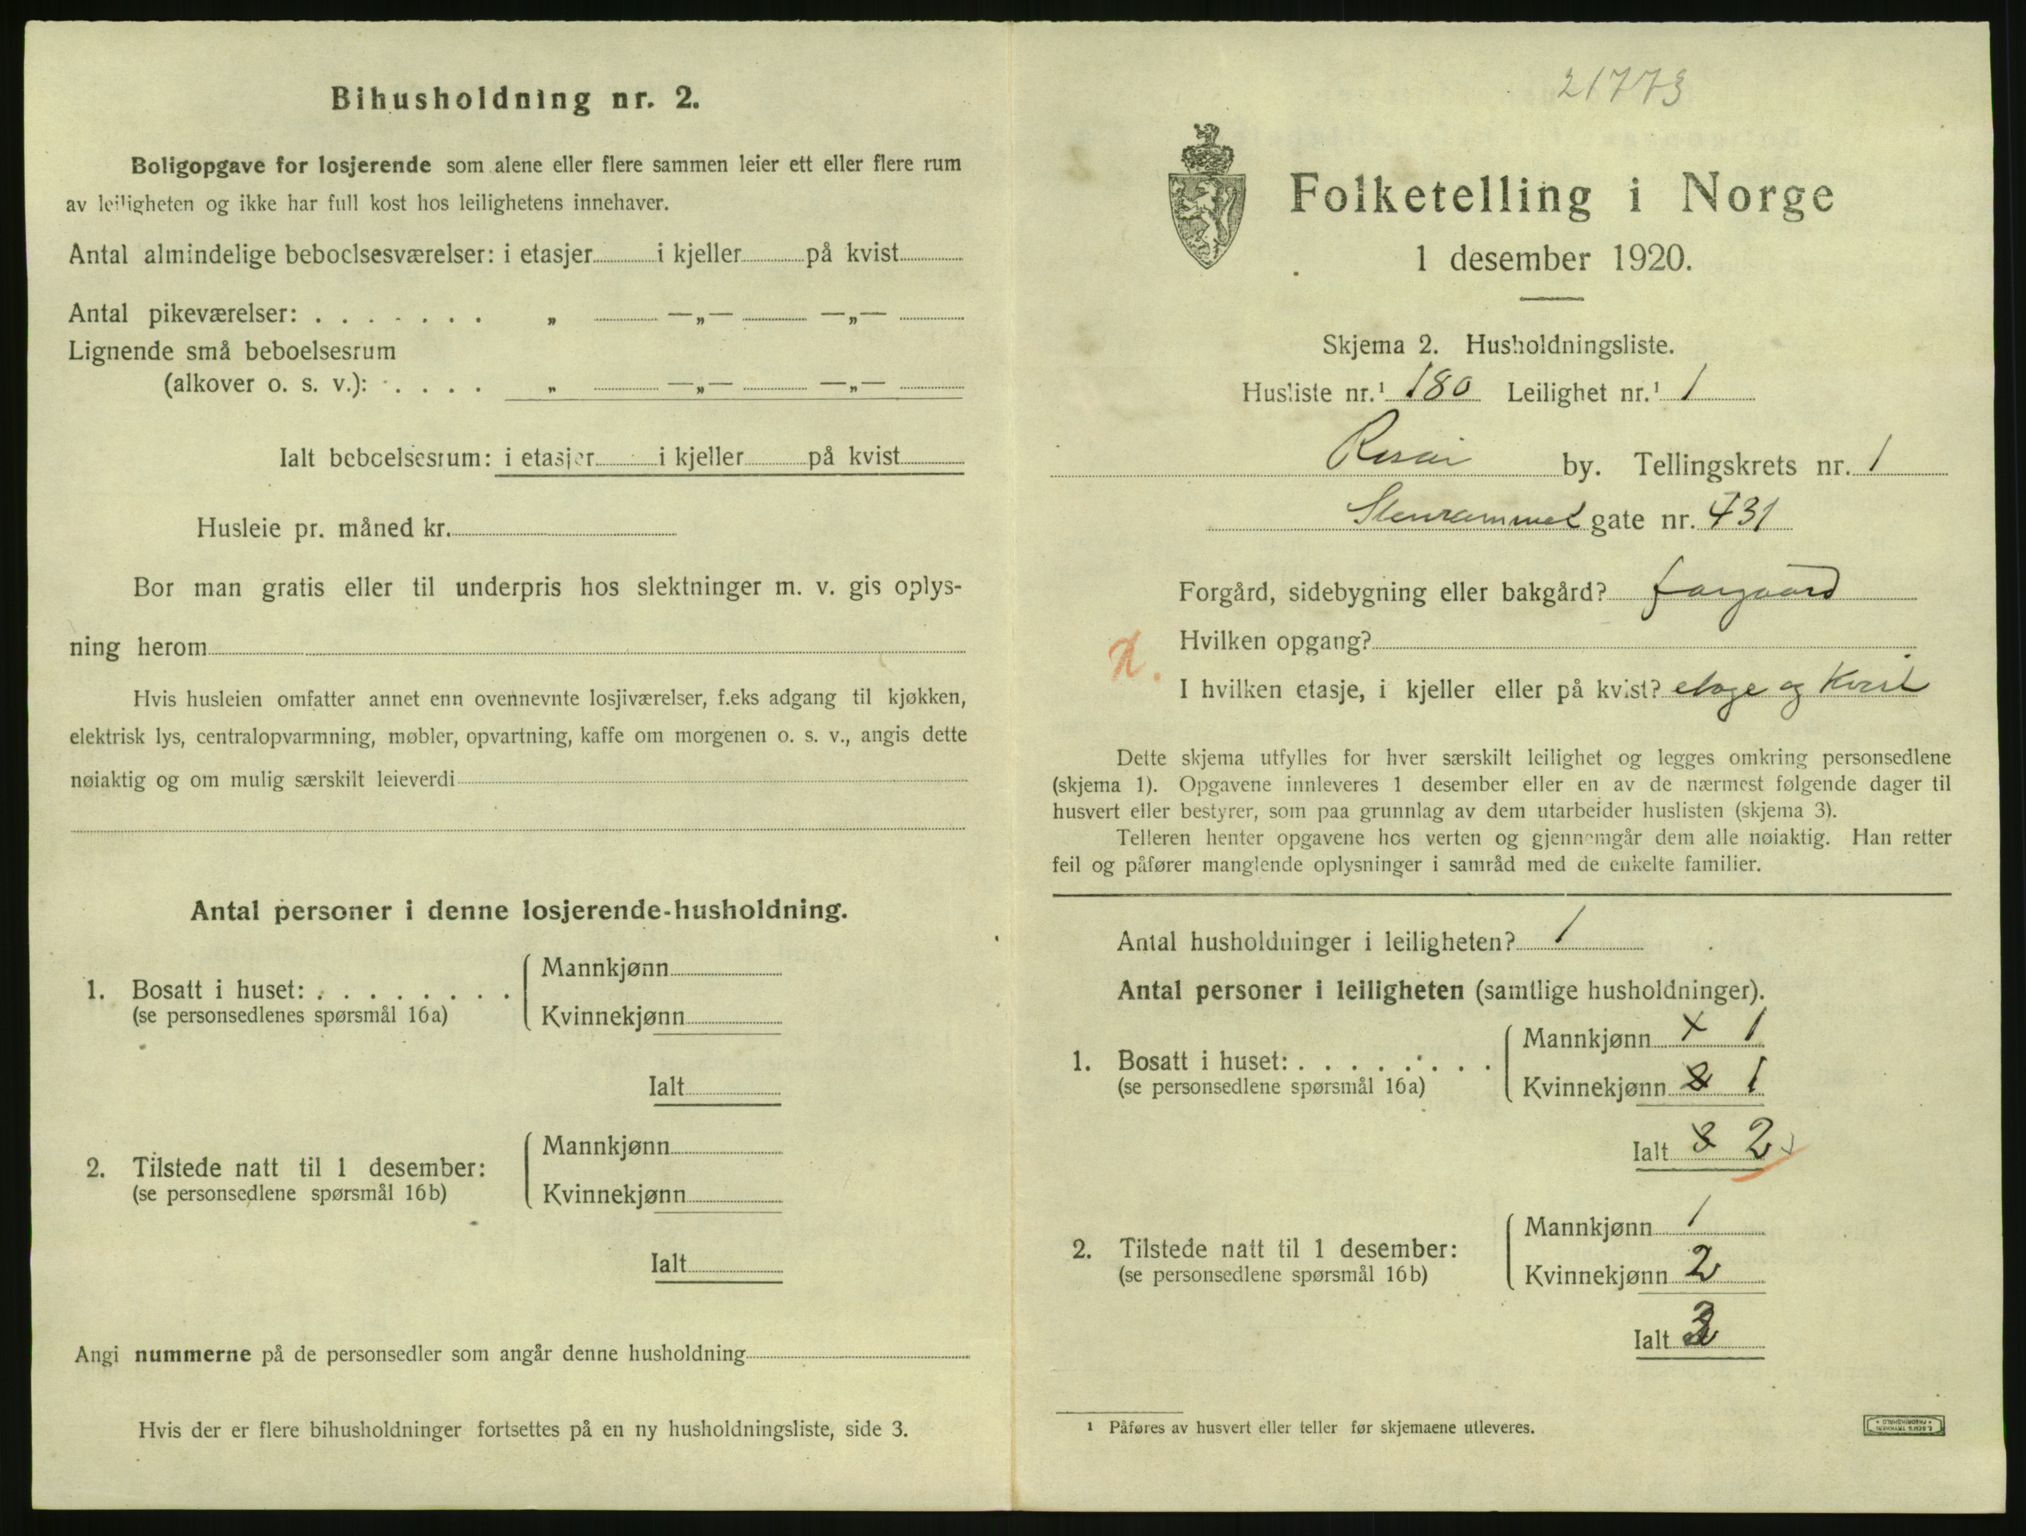 Bihusholdning nr. 2.
Boligopgave for losjerende som alene eller flere sammen leier ett eller flere rum
av leiligheten og ikke har full kost hos leilighetens innehaver.
Antal almindelige beboelsesværelser: i etasjer i kjeller på kvist
Antal pikeværelser: . . . . . . . „ —„— —„—
Lignende små beboelsesrum
(alkover o. s. v.): . . . . „ —„— —„—
Ialt beboelsesrum: i etasjer i kjeller på kvist
Husleie pr. måned kr.
Bor man gratis eller til underpris hos slektninger m. v. gis oplys-
ning herom
Hvis husleien omfatter annet enn ovennevnte losjiværelser, f.eks adgang til kjøkken,
elektrisk lys, centralopvarmning, møbler, opvartning, kaffe om morgenen o. s. v., angis dette
nøiaktig og om mulig særskilt leieverdi
Antal personer i denne losjerende-husholdning.
1. Bosatt i huset: . . . . . . . . Mannkjønn
(se personsedlenes spørsmål 16a) Kvinnekjønn
Ialt
2. Tilstede natt til 1 desember: Mannkjønn
(se personsedlene spørsmål 16b) Kvinnekjønn
Ialt
Angi nummerne på de personsedler som angår denne husholdning
Hvis der er flere bihusholdninger fortsettes på en ny husholdningsliste, side 3.
21773
Folketelling i Norge
1 desember 1920.
Skjema 2. Husholdningsliste.
Husliste nr.¹ 180 Leilighet nr.¹ 1
by. Tellingskrets nr. 1
gate nr. 431
Forgård, sidebygning eller bakgård? forgaard
Hvilken opgang?
I hvilken etasje, i kjeller eller på kvist? etage og Kvist
Dette skjema utfylles for hver særskilt leilighet og legges omkring personsedlene
(skjema 1). Opgavene innleveres 1 desember eller en av de nærmest følgende dager til
husvert eller bestyrer, som paa grunnlag av dem utarbeider huslisten (skjema 3).
Telleren henter opgavene hos verten og gjennemgår dem alle nøiaktig. Han retter
feil og påfører manglende oplysninger i samråd med de enkelte familier.
Antal husholdninger i leiligheten? 1
Antal personer i leiligheten (samtlige husholdninger).
1. Bosatt i huset: . . . . . . . . Mannkjønn 1
(se personsedlene spørsmål 16a) Kvinnekjønn 2 1
Ialt 3 2
2. Tilstede natt til 1 desember: Mannkjønn 1
(se personsedlene spørsmål 16b) Kvinnekjønn 2
Ialt 3
¹ Påføres av husvert eller teller før skjemaene utleveres.